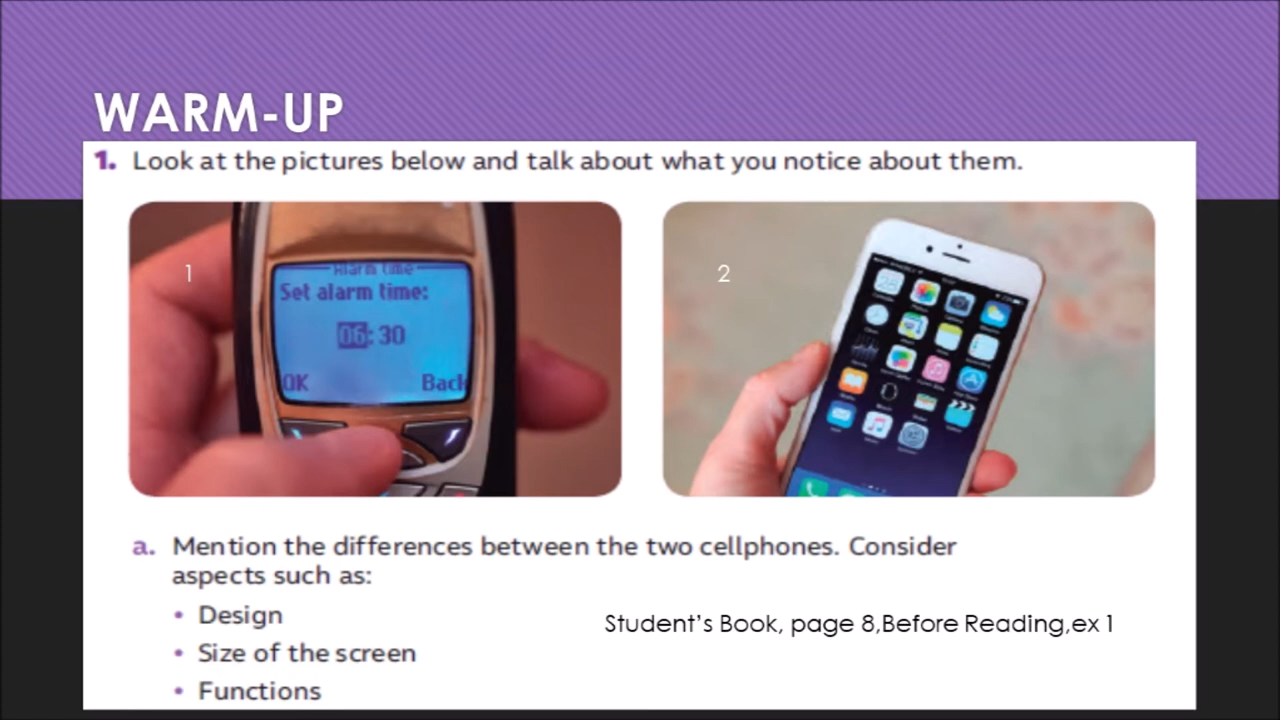 WARM-UP
1. Look at the pictures below and talk about what you notice about them.
1
Alarm time
Set alarm time:
06:30
OK Back
2
a. Mention the differences between the two cellphones. Consider
aspects such as:
• Design
• Size of the screen
• Functions
Student's Book, page 8,Before Reading,ex 1